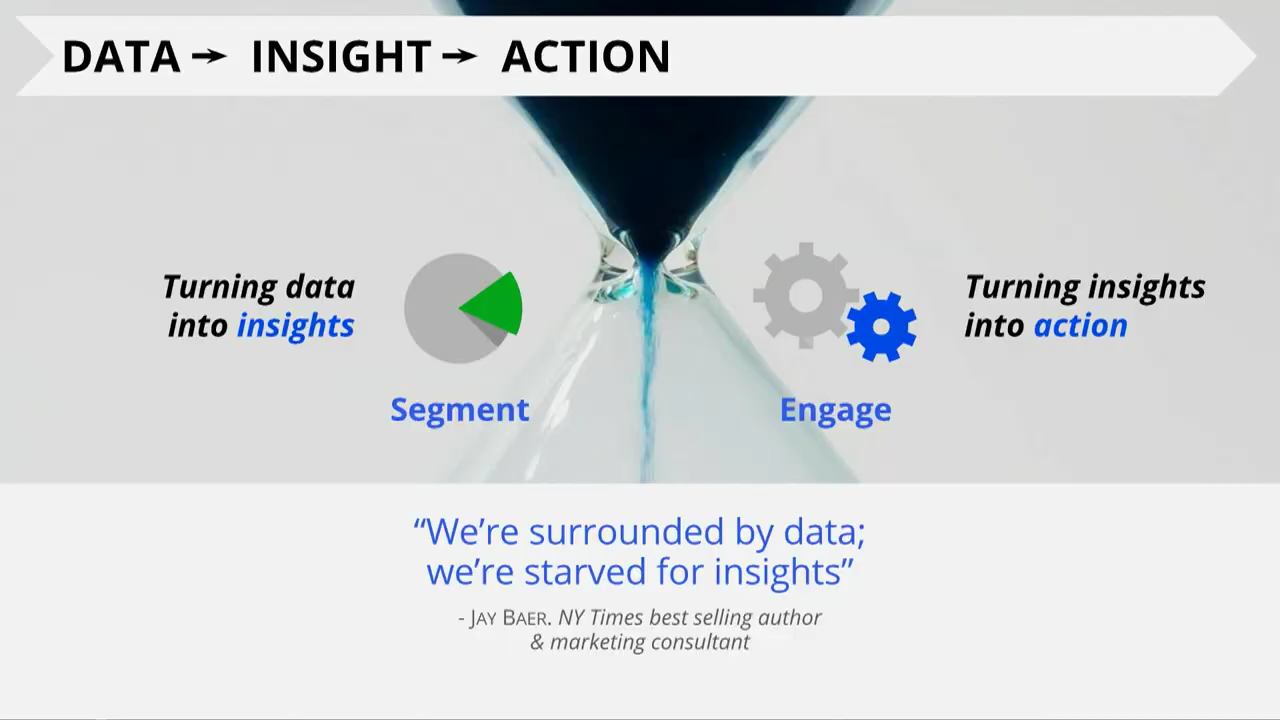 DATA → INSIGHT → ACTION
Turning data
into insights
Segment
Engage
Turning insights
into action
“We’re surrounded by data;
we’re starved for insights”
- JAY BAER. NY Times best selling author
& marketing consultant